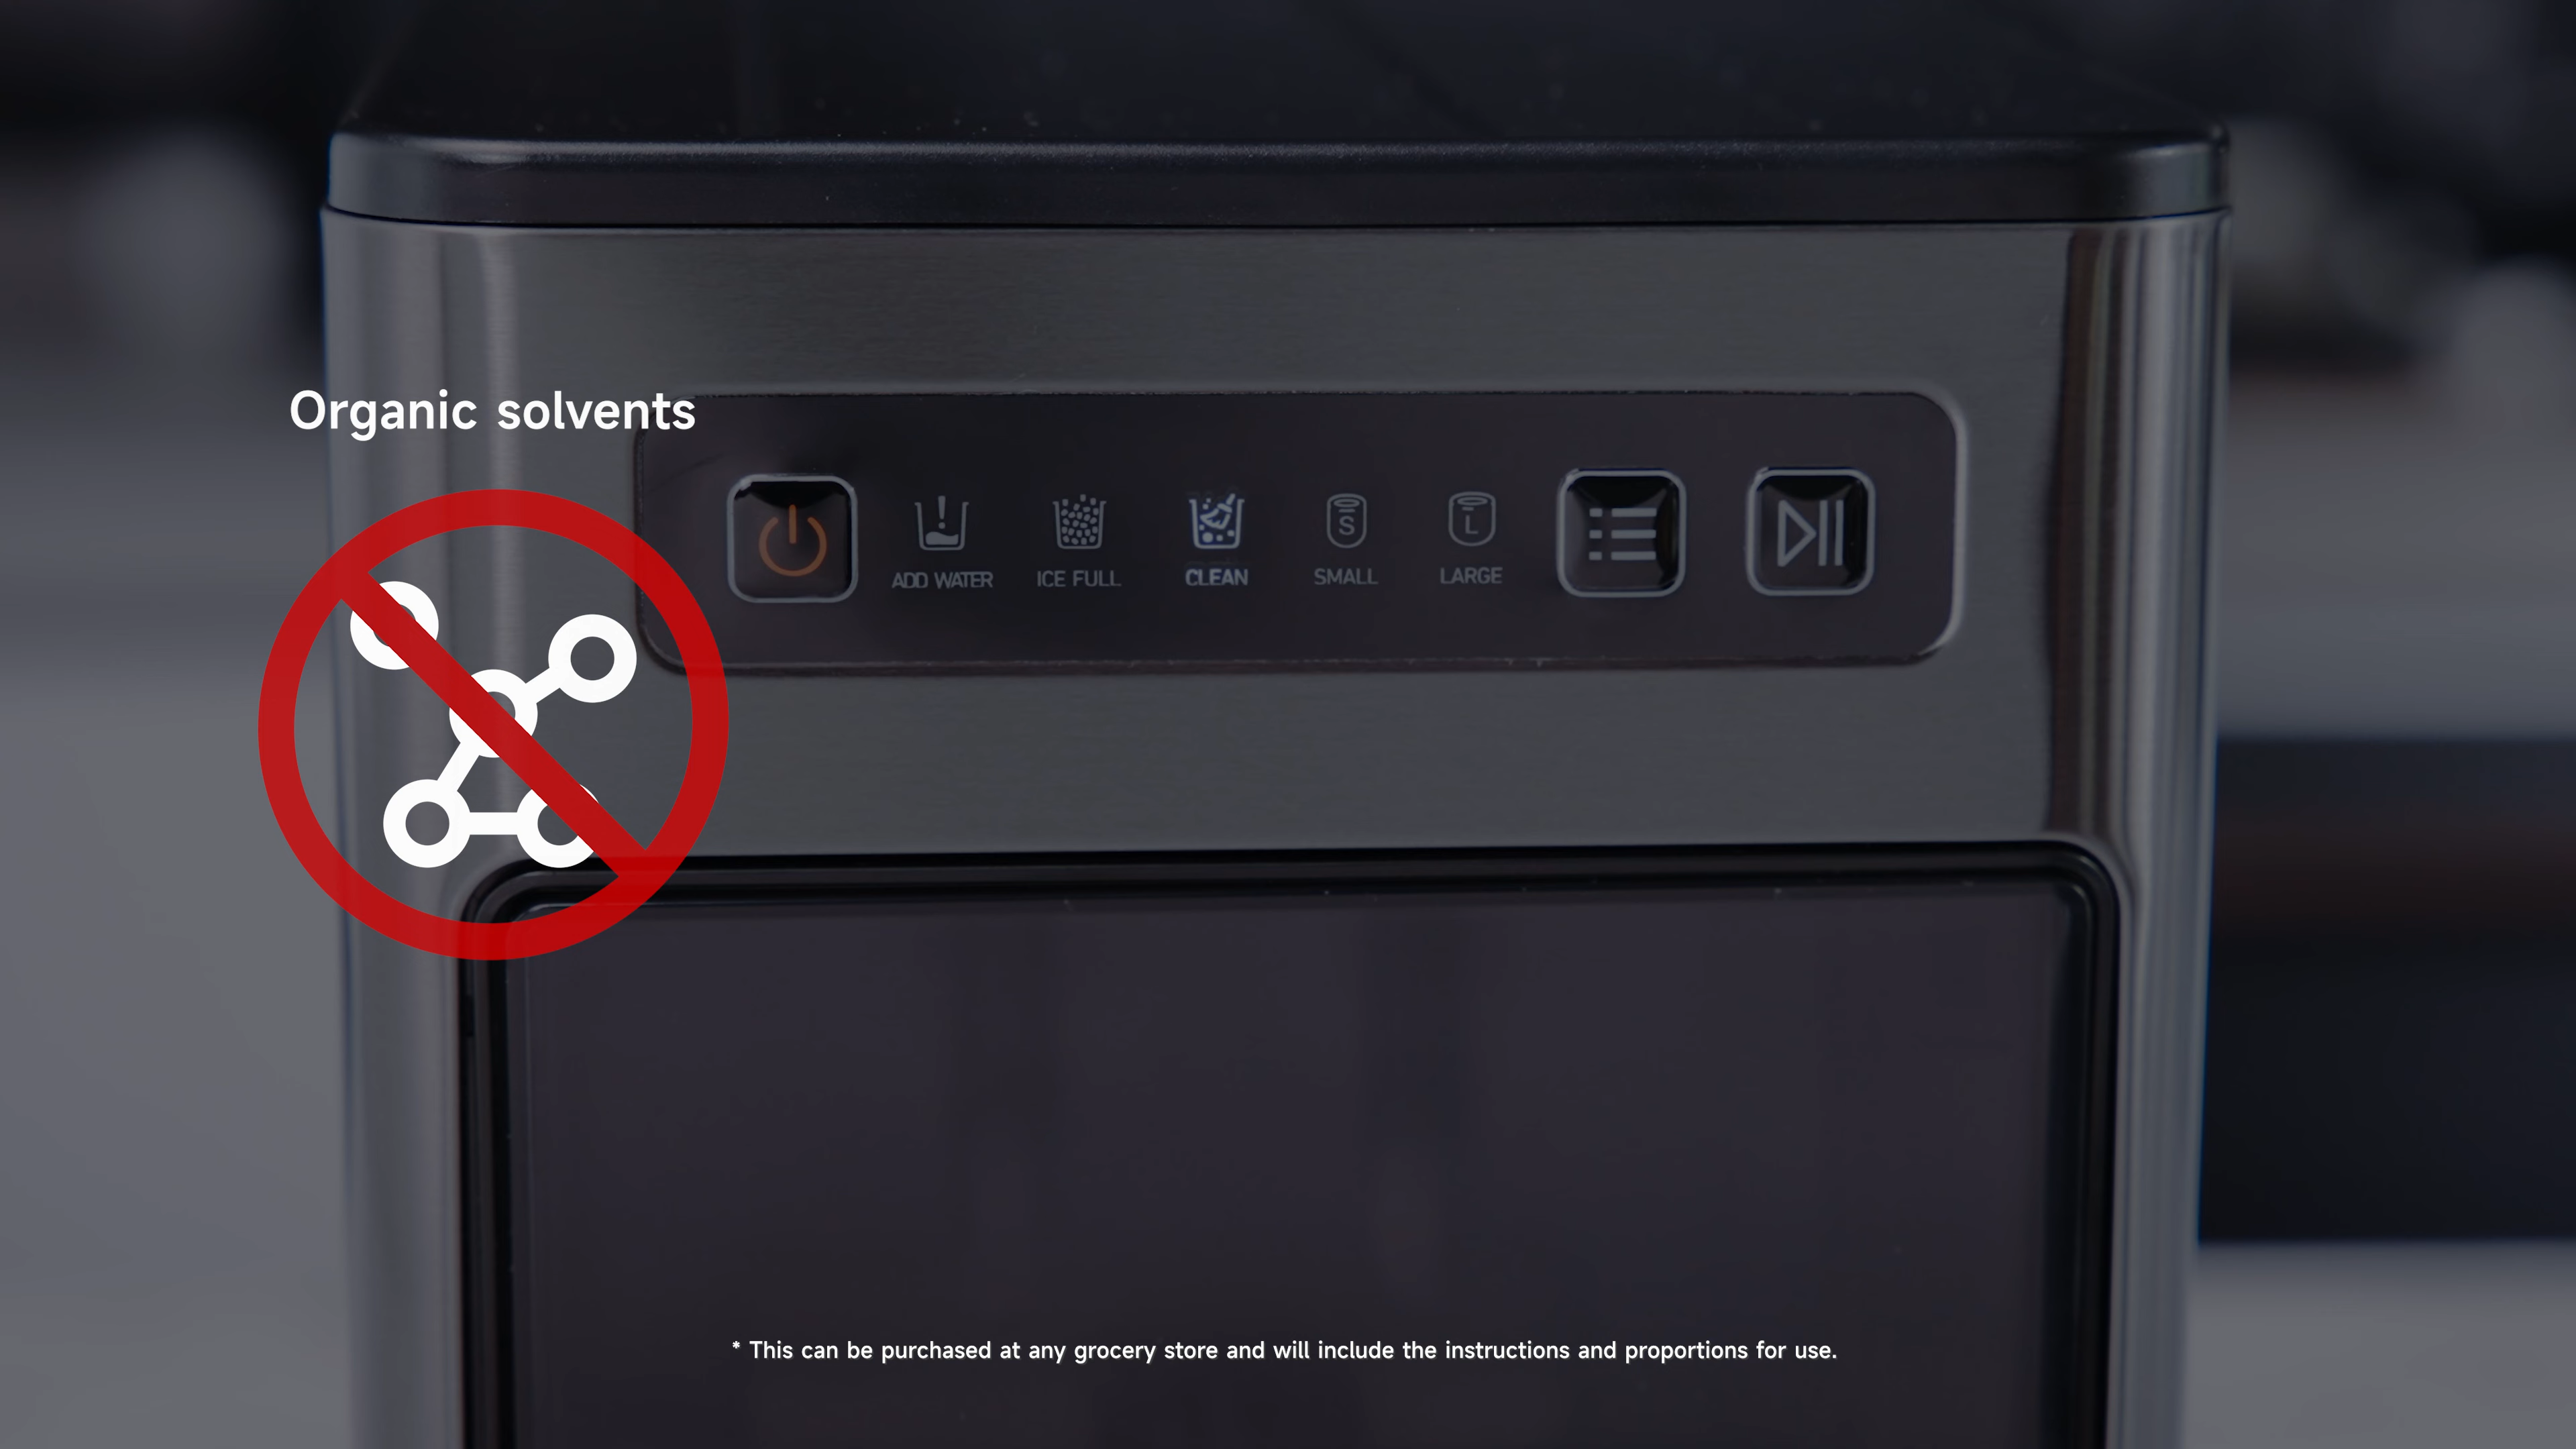 Organic solvents
ADD WATER
ICE FULL
CLEAN
S
SMALL
L
LARGE
* This can be purchased at any grocery store and will include the instructions and proportions for use.